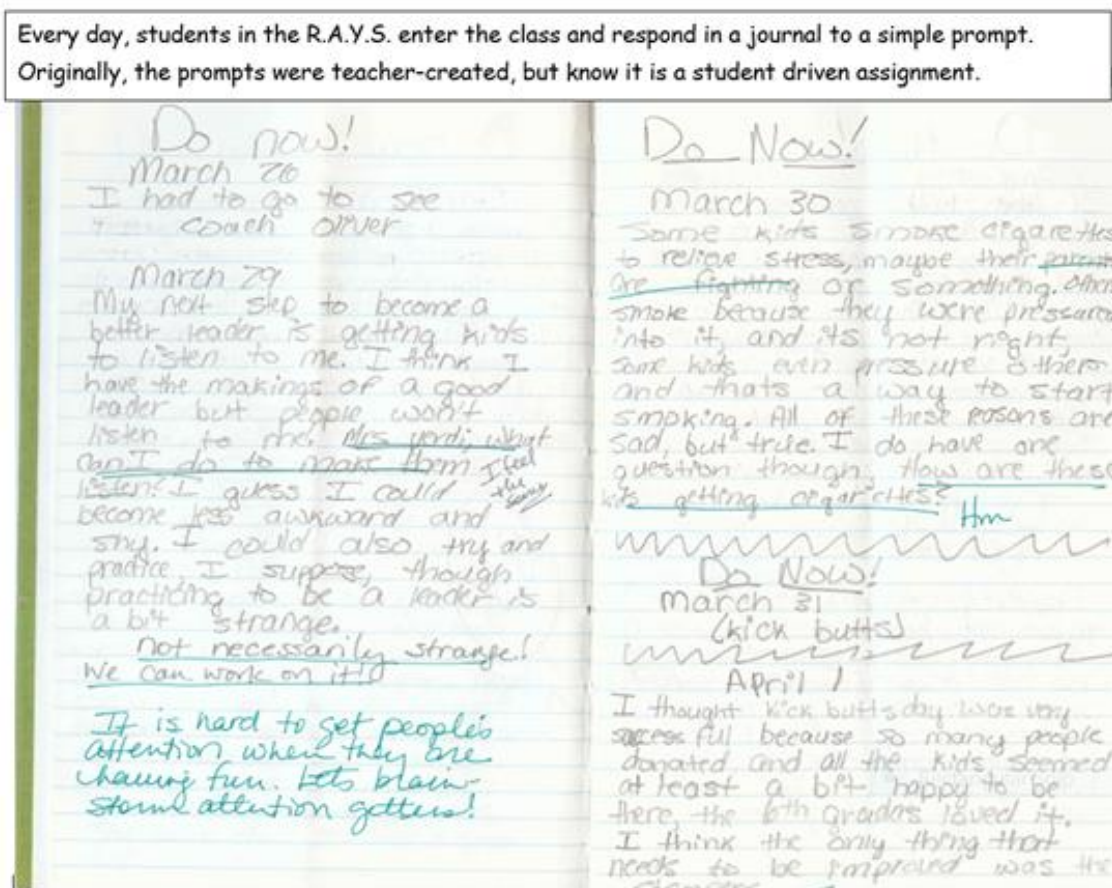 Every day, students in the R.A.Y.S. enter the class and respond in a journal to a simple prompt.
Originally, the prompts were teacher-created, but know it is a student driven assignment.
Do now!
March 26
I had to go to see
coach oliver
March 29
My next step to become a
better leader, is getting kids
to listen to me. I think I
have the makings of a good
leader but people won't
listen to me. Mrs yordi, what
can I do to make them
I feel
the same
listen? I guess I could
become less awkward and
shy. I could also try and
practice I suppose, though
practicing to be a leader is
a bit strange.
not necessarily strange!
We can work on it!
It is hard to get people's
attention when they are
having fun. Lets brain-
storm attention getters!
Do Now!
March 30
Some kids smoke cigarettes
to relieve stress, maybe their parents
are fighting or something. Others
smoke because they were pressured
into it, and its not right,
some kids even pressure others
and thats a way to start
smoking. All of these reasons are
sad, but true. I do have one
question though, How are these
kids getting cigarettes?
Hm
Do Now!
March 31
(kick butts)
April 1
I thought kick butts day was very
successful because so many people
donated and all the kids seemed
at least a bit happy to be
there, the 6th graders loved it.
I think the only thing that
needs to be improved was the